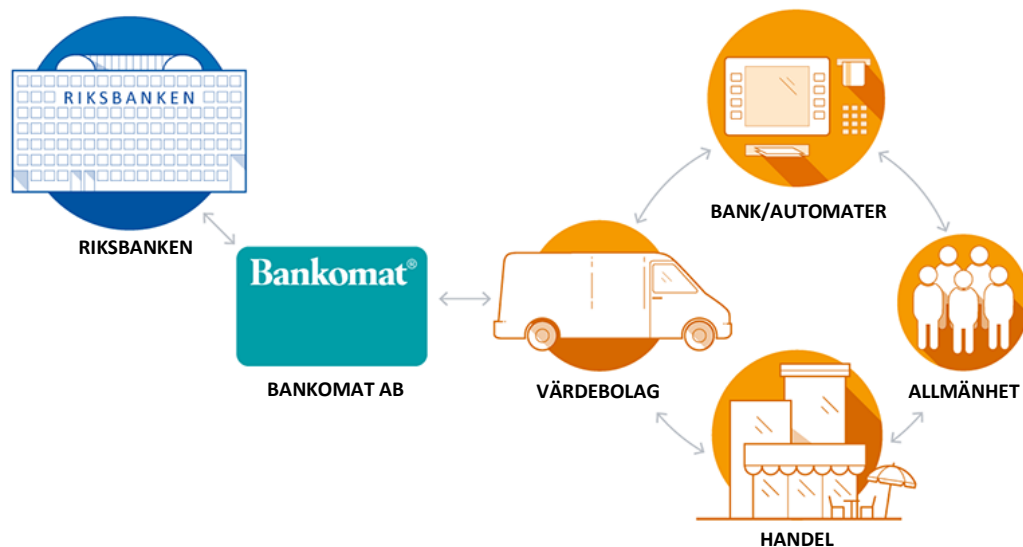 RIKSBANKEN
RIKSBANKEN
Bankomat®
BANKOMAT AB
VÄRDEBOLAG
BANK/AUTOMATER
ALLMÄNHET
HANDEL